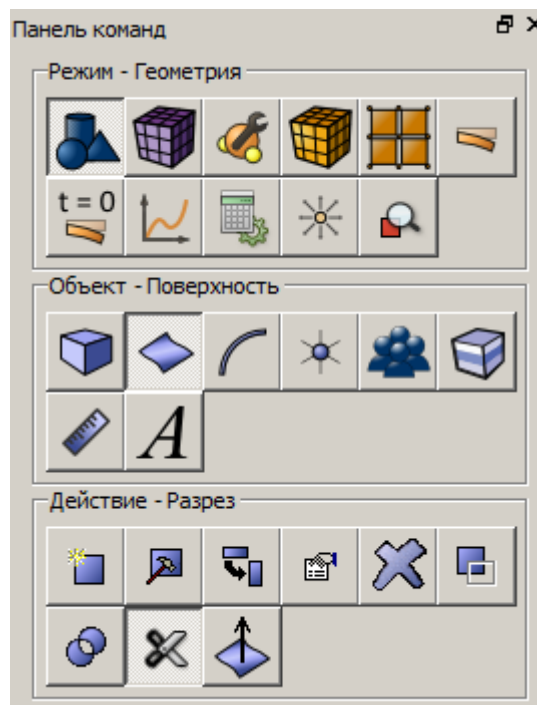 Панель команд
Режим - Геометрия
t = 0
Объект - Поверхность
A
Действие - Разрез